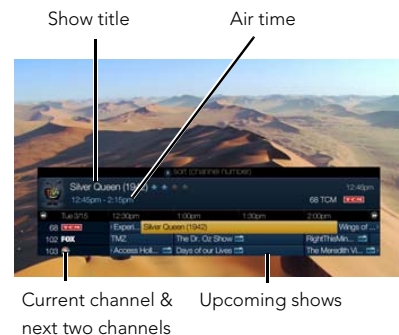 Show title
Air time
sort (channel number)
Silver Queen (1942)
12:46pm
12:45pm - 2:15pm
68 TCM TCM
Tue 3/15 12:30pm 1:00pm 1:30pm 2:00pm
68 TCM Experi... Silver Queen (1942) Wings of ...
102 FOX TMZ The Dr. Oz Show RightThisMin...
103 Access Holl... Days of our Lives The Meredith Vi...
Current channel &
next two channels
Upcoming shows